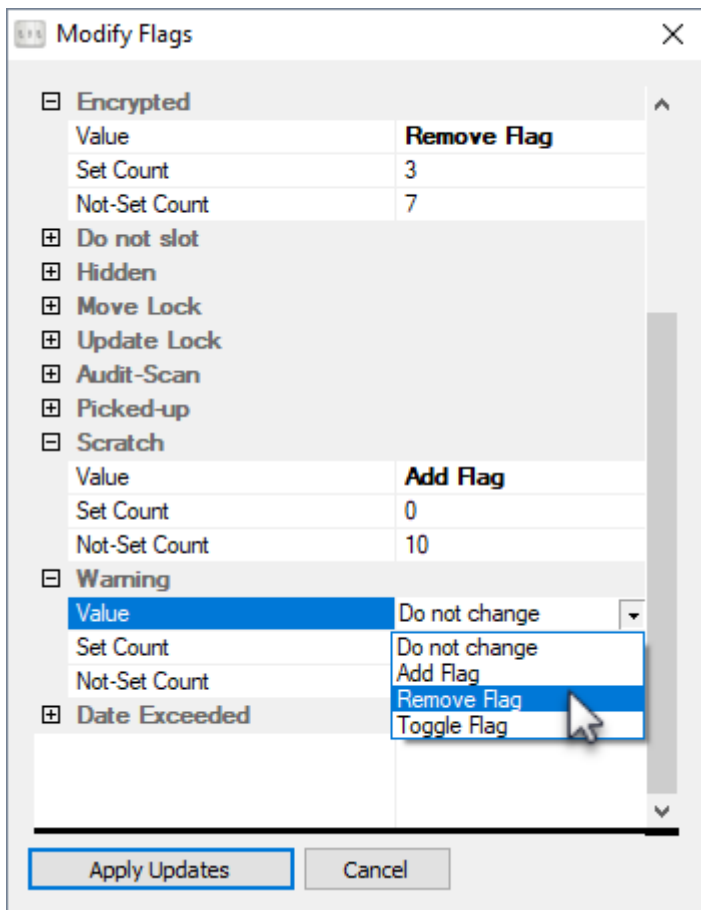 Modify Flags
Encrypted
Value Remove Flag
Set Count 3
Not-Set Count 7
Do not slot
Hidden
Move Lock
Update Lock
Audit-Scan
Picked-up
Scratch
Value Add Flag
Set Count 0
Not-Set Count 10
Warning
Value Do not change
Set Count Do not change
Add Flag
Not-Set Count Remove Flag
Date Exceeded Toggle Flag
Apply Updates Cancel